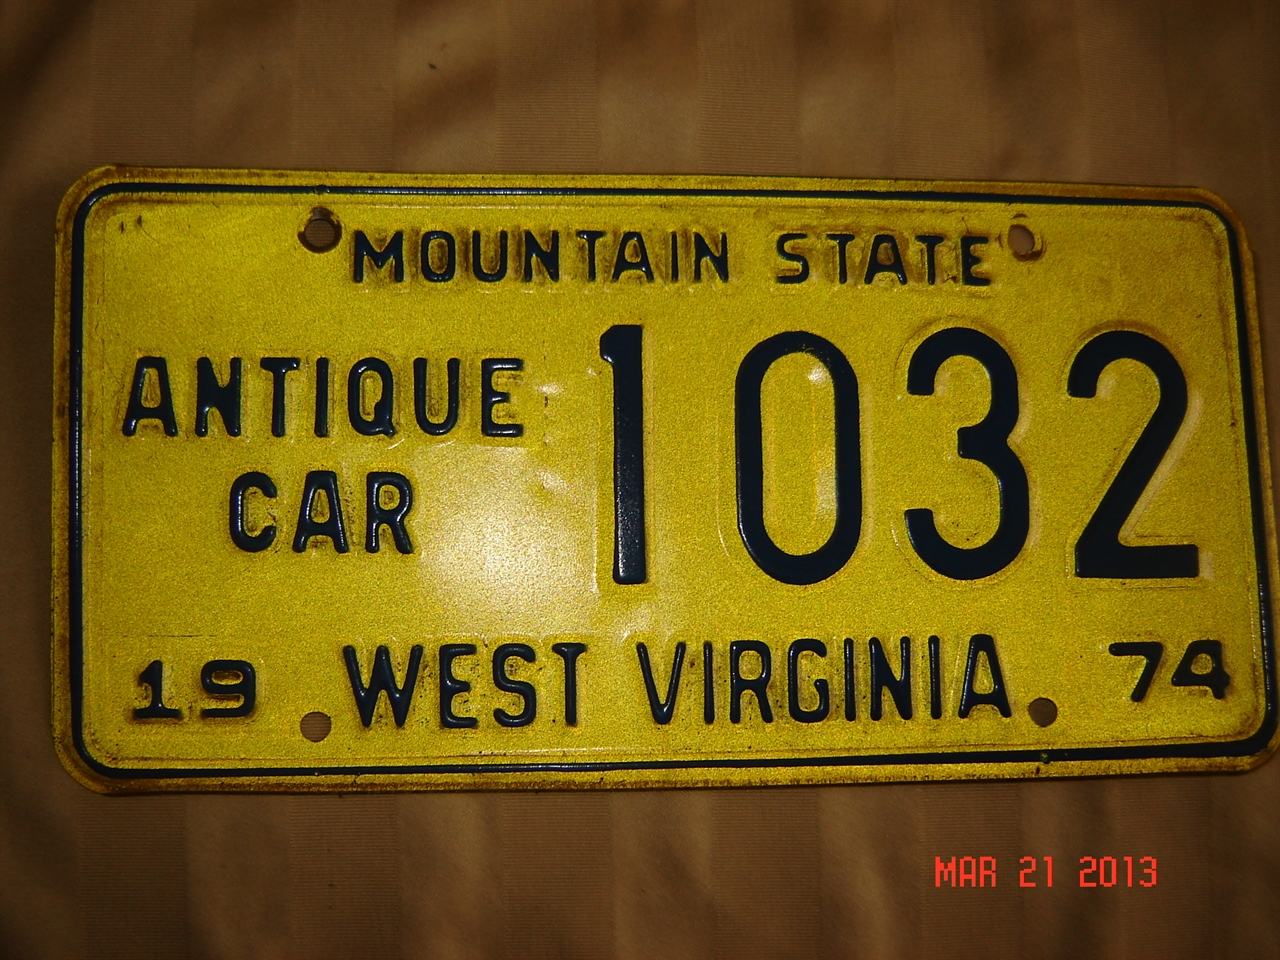 MOUNTAIN STATE
ANTIQUE
CAR
1032
19 WEST VIRGINIA 74
MAR 21 2013